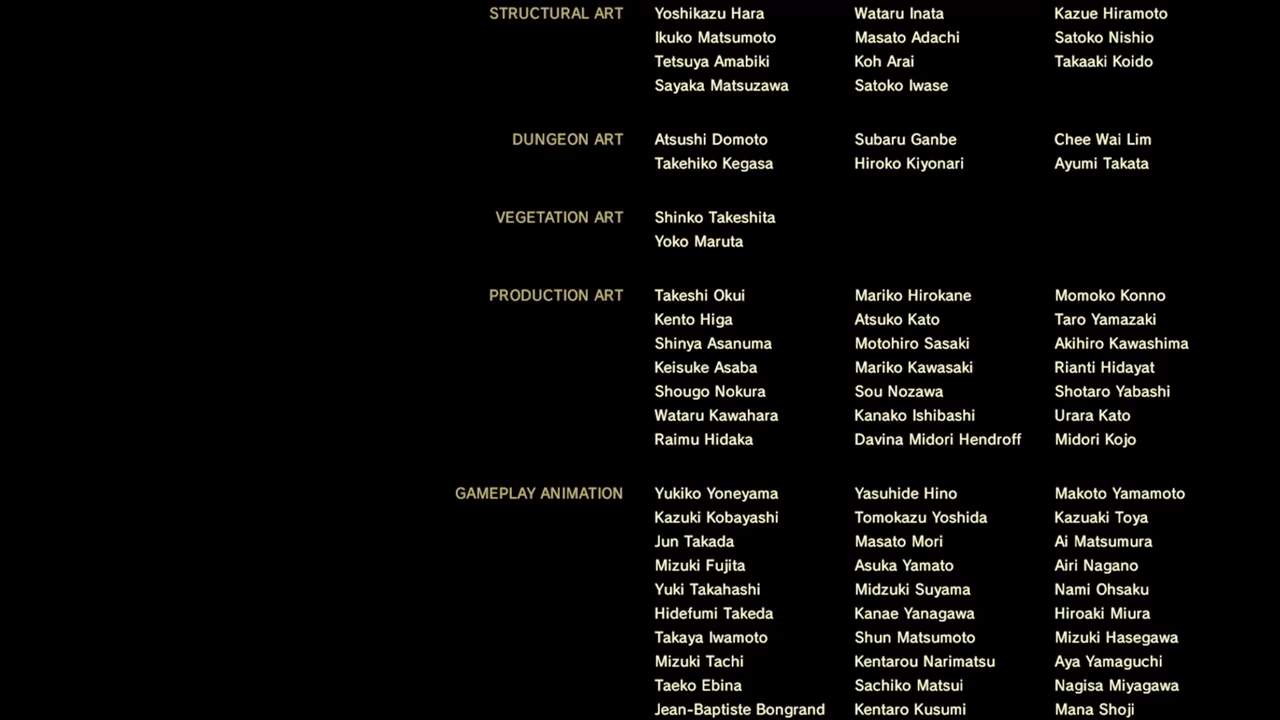 STRUCTURAL ART Yoshikazu Hara Wataru Inata Kazue Hiramoto
Ikuko Matsumoto Masato Adachi Satoko Nishio
Tetsuya Amabiki Koh Arai Takaaki Koido
Sayaka Matsuzawa Satoko Iwase
DUNGEON ART Atsushi Domoto Subaru Ganbe Chee Wai Lim
Takehiko Kegasa Hiroko Kiyonari Ayumi Takata
VEGETATION ART Shinko Takeshita
Yoko Maruta
PRODUCTION ART Takeshi Okui Mariko Hirokane Momoko Konno
Kento Higa Atsuko Kato Taro Yamazaki
Shinya Asanuma Motohiro Sasaki Akihiro Kawashima
Keisuke Asaba Mariko Kawasaki Rianti Hidayat
Shougo Nokura Sou Nozawa Shotaro Yabashi
Wataru Kawahara Kanako Ishibashi Urara Kato
Raimu Hidaka Davina Midori Hendroff Midori Kojo
GAMEPLAY ANIMATION Yukiko Yoneyama Yasuhide Hino Makoto Yamamoto
Kazuki Kobayashi Tomokazu Yoshida Kazuaki Toya
Jun Takada Masato Mori Ai Matsumura
Mizuki Fujita Asuka Yamato Airi Nagano
Yuki Takahashi Midzuki Suyama Nami Ohsaku
Hidefumi Takeda Kanae Yanagawa Hiroaki Miura
Takaya Iwamoto Shun Matsumoto Mizuki Hasegawa
Mizuki Tachi Kentarou Narimatsu Aya Yamaguchi
Taeko Ebina Sachiko Matsui Nagisa Miyagawa
Jean-Baptiste Bongrand Kentaro Kusumi Mana Shoji